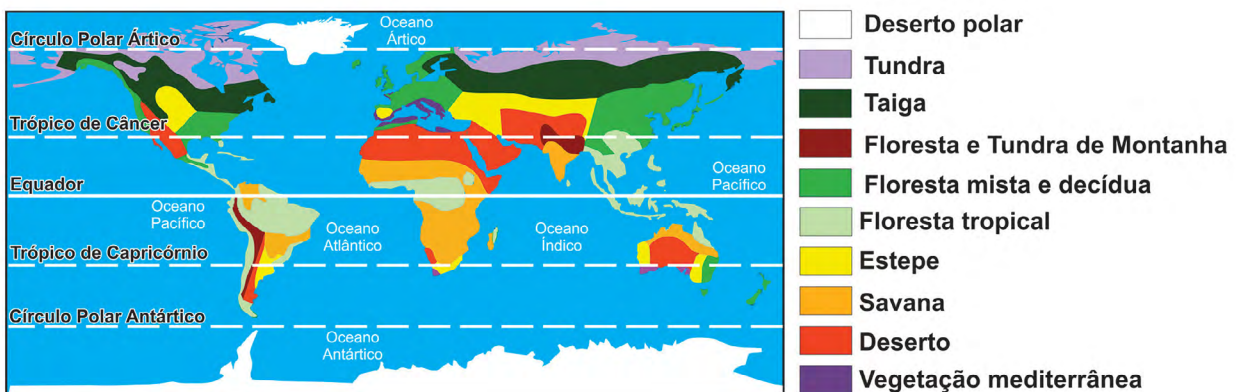 Oceano
Ártico
Círculo Polar Ártico
Trópico de Câncer
Oceano
Pacífico
Equador
Oceano
Pacífico
Oceano
Atlântico
Oceano
Índico
Trópico de Capricórnio
Círculo Polar Antártico
Oceano
Antártico
Deserto polar
Tundra
Taiga
Floresta e Tundra de Montanha
Floresta mista e decídua
Floresta tropical
Estepe
Savana
Deserto
Vegetação mediterrânea